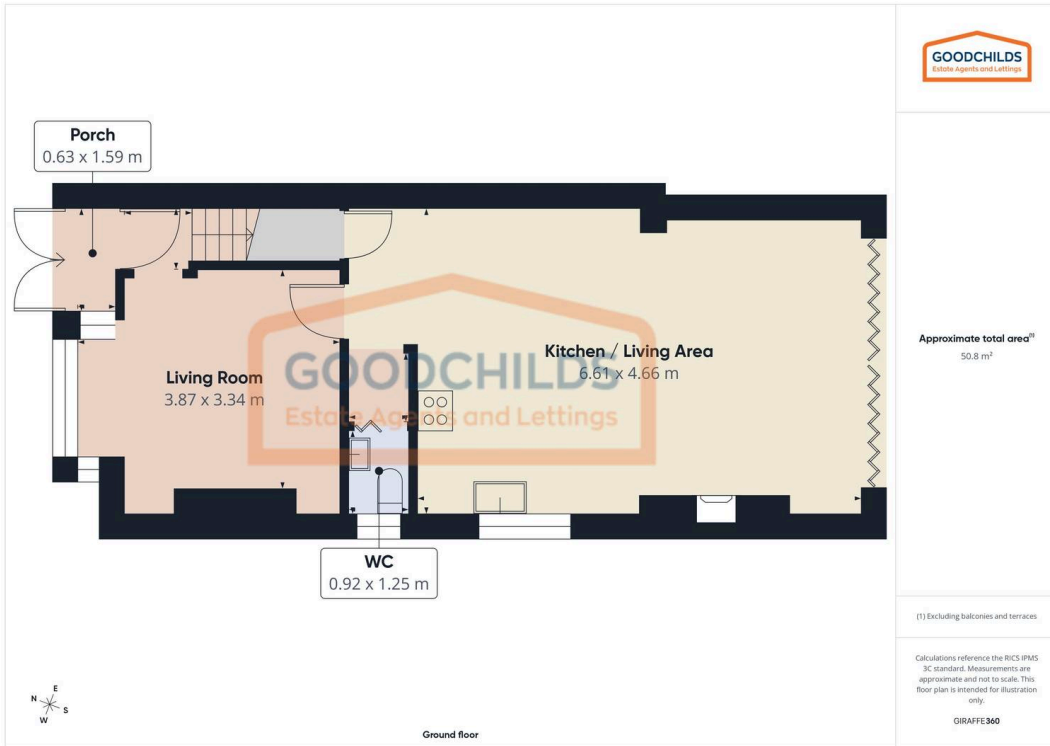 Porch
0.63 x 1.59 m
Living Room
3.87 x 3.34 m
Kitchen / Living Area
6.61 x 4.66 m
GOODCHILDS
Estate Agents and Lettings
WC
0.92 x 1.25 m
N
E
S
W
Ground floor
GOODCHILDS
Estate Agents and Lettings
Approximate total area(1)
50.8 m²
(1) Excluding balconies and terraces
Calculations reference the RICS IPMS
3C standard. Measurements are
approximate and not to scale. This
floor plan is intended for illustration
only.
GIRAFFE360